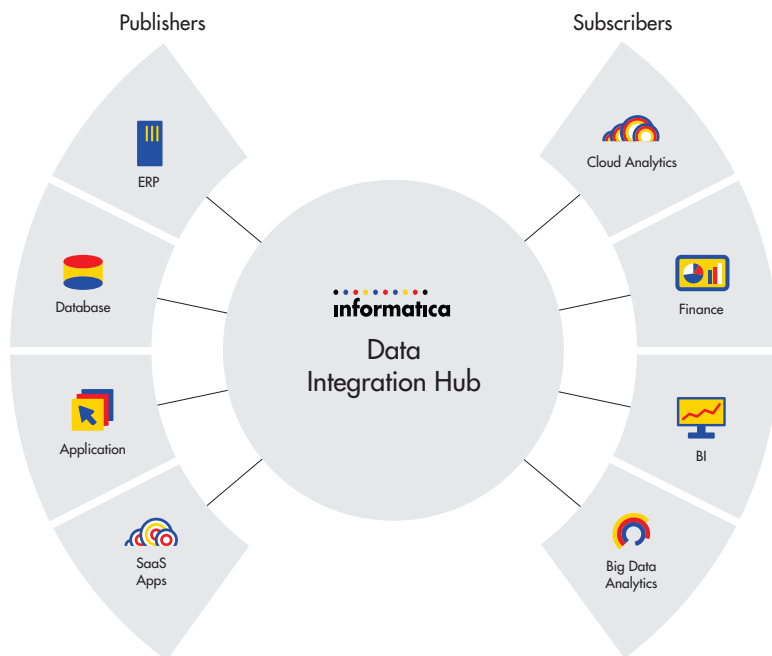 Publishers
Subscribers
ERP
Database
Application
SaaS
Apps
informatica
Data
Integration Hub
Cloud Analytics
Finance
BI
Big Data
Analytics